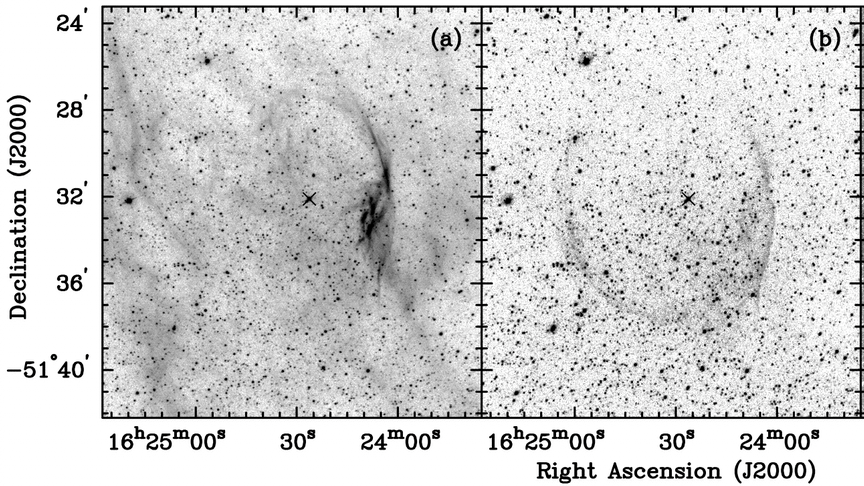 24′
(a)
(b)
28′
32′
36′
−51°40′
Declination (J2000)
16ʰ25ᵐ00ˢ 30ˢ 24ᵐ00ˢ 16ʰ25ᵐ00ˢ 30ˢ 24ᵐ00ˢ
Right Ascension (J2000)